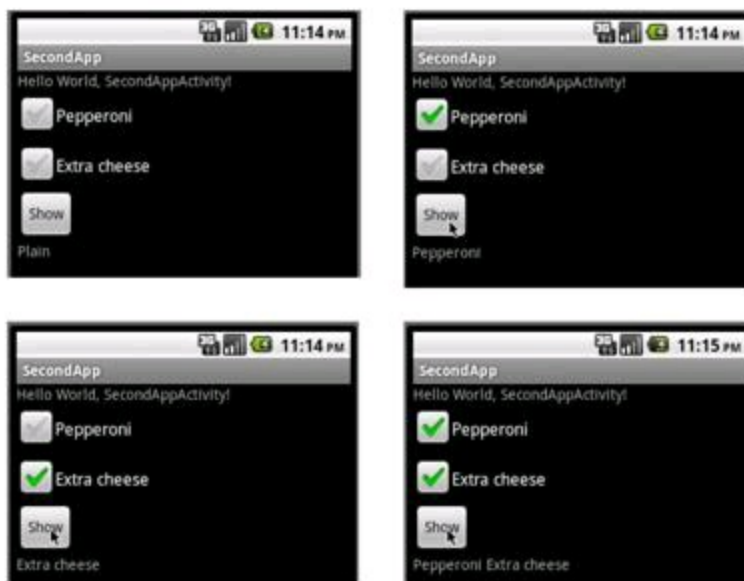 11:14 PM
SecondApp
Hello World, SecondAppActivity!
Pepperoni
Extra cheese
Show
Plain
11:14 PM
SecondApp
Hello World, SecondAppActivity!
Pepperoni
Extra cheese
Show
Pepperoni
11:14 PM
SecondApp
Hello World, SecondAppActivity!
Pepperoni
Extra cheese
Show
Extra cheese
11:15 PM
SecondApp
Hello World, SecondAppActivity!
Pepperoni
Extra cheese
Show
Pepperoni Extra cheese